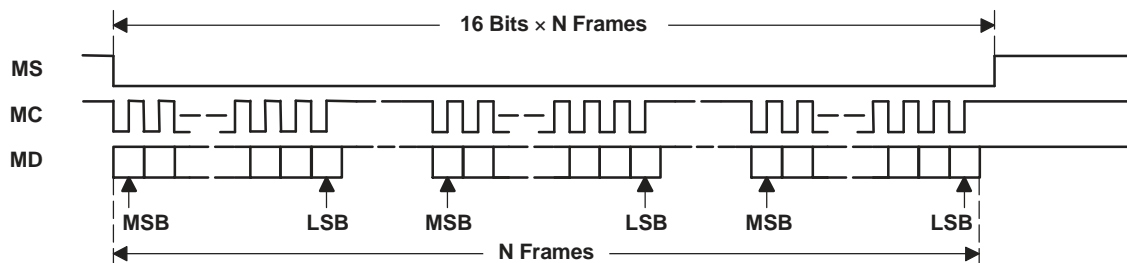 16 Bits × N Frames
MS
MC
MD
MSB LSB MSB LSB MSB LSB
N Frames